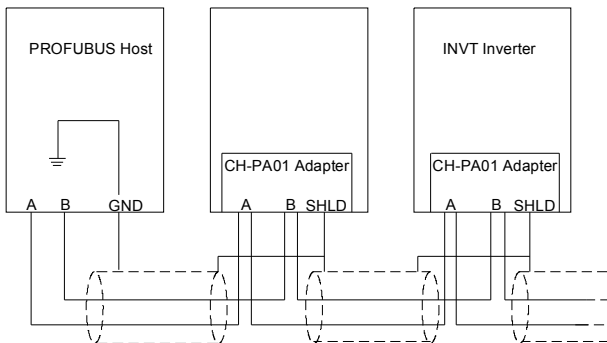 PROFUBUS Host
INVT Inverter
CH-PA01 Adapter
CH-PA01 Adapter
A B GND
A B SHLD
A B SHLD